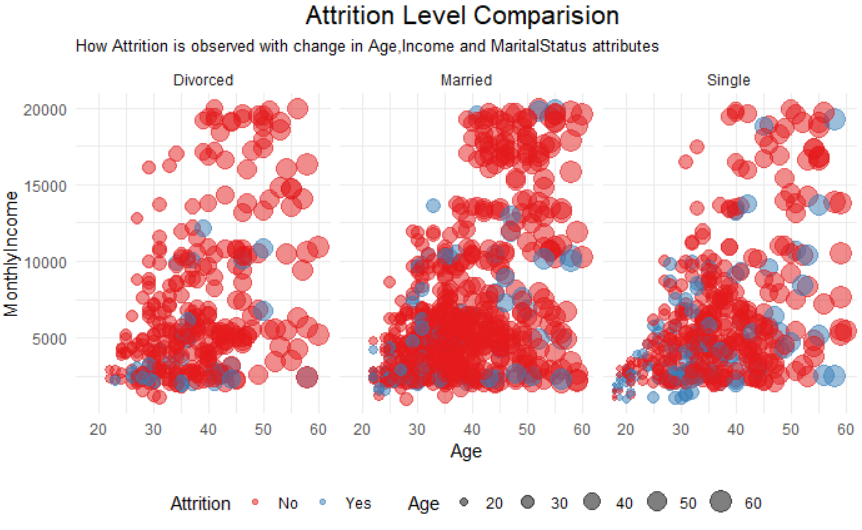 Attrition Level Comparision
How Attrition is observed with change in Age,Income and MaritalStatus attributes
Divorced Married Single
20000
15000
10000
5000
MonthlyIncome
20 30 40 50 60 20 30 40 50 60 20 30 40 50 60
Age
Attrition No Yes Age 20 30 40 50 60